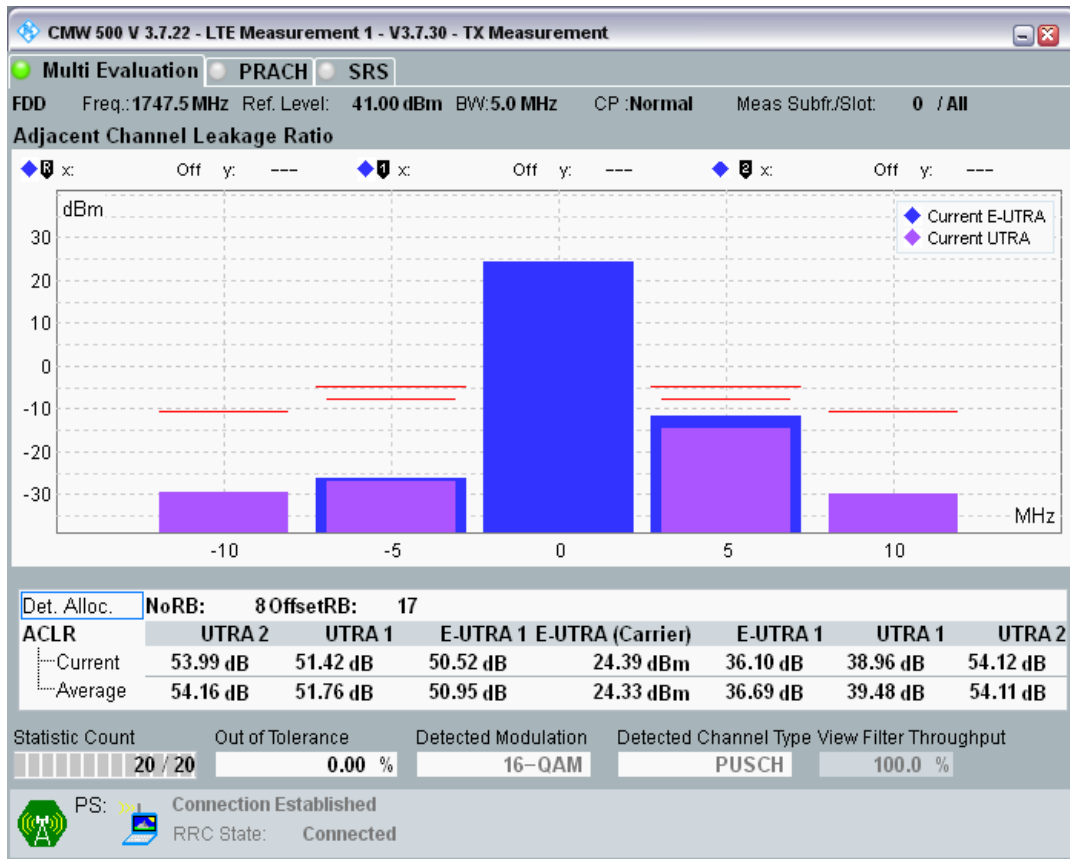 CMW 500 V 3.7.22 - LTE Measurement 1 - V3.7.30 - TX Measurement
Multi Evaluation PRACH SRS
FDD Freq.: 1747.5 MHz Ref. Level: 41.00 dBm BW: 5.0 MHz CP : Normal Meas Subfr./Slot: 0 / All
Adjacent Channel Leakage Ratio
R x: Off y: --- 1 x: Off y: --- 2 x: Off y: ---
dBm
Current E-UTRA
Current UTRA
30
20
10
0
-10
-20
-30
MHz
-10 -5 0 5 10
Det. Alloc. NoRB: 8 OffsetRB: 17
ACLR UTRA 2 UTRA 1 E-UTRA 1 E-UTRA (Carrier) E-UTRA 1 UTRA 1 UTRA 2
Current 53.99 dB 51.42 dB 50.52 dB 24.39 dBm 36.10 dB 38.96 dB 54.12 dB
Average 54.16 dB 51.76 dB 50.95 dB 24.33 dBm 36.69 dB 39.48 dB 54.11 dB
Statistic Count Out of Tolerance Detected Modulation Detected Channel Type View Filter Throughput
20 / 20 0.00 % 16-QAM PUSCH 100.0 %
PS: Connection Established
RRC State: Connected